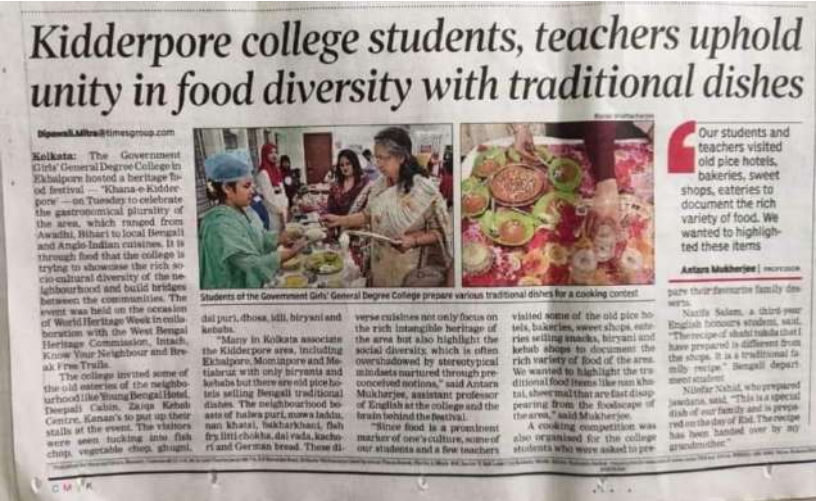 Kidderpore college students, teachers uphold
unity in food diversity with traditional dishes
Dipawali.Mitra@timesgroup.com
Kolkata: The Government
Girls' General Degree College in
Ekbalpore hosted a heritage fo-
od festival — "Khana-e-Kidder-
pore" — on Tuesday to celebrate
the gastronomical plurality of
the area, which ranged from
Awadhi, Bihari to local Bengali
and Anglo-Indian cuisines. It is
through food that the college is
trying to showcase the rich so-
cio-cultural diversity of the ne-
ighbourhood and build bridges
between the communities. The
event was held on the occasion
of World Heritage Week in colla-
boration with the West Bengal
Heritage Commission, Intach,
Know Your Neighbour and Bre-
ak Free Trails.
The college invited some of
the old eateries of the neighbo-
urhood like Young Bengal Hotel,
Deepali Cabin, Zaiqa Kebab
Centre, Kanan's to put up their
stalls at the event. The visitors
were seen tucking into fish
chop, vegetable chop, ghugni,
Students of the Government Girls' General Degree College prepare various traditional dishes for a cooking contest
dal puri, dhosa, idli, biryani and
kebabs.
"Many in Kolkata associate
the Kidderpore area, including
Ekbalpore, Mominpore and Me-
tiabruz with only biryanis and
kebabs but there are old pice ho-
tels selling Bengali traditional
dishes. The neighbourhood bo-
asts of halwa puri, mawa laddu,
nan khatai, bakharkhani, fish
fry, litti chokha, dai vada, kacho-
ri and German bread. These di-
verse cuisines not only focus on
the rich intangible heritage of
the area but also highlight the
social diversity, which is often
overshadowed by stereotypical
mindsets nurtured through pre-
conceived notions," said Antara
Mukherjee, assistant professor
of English at the college and the
brain behind the festival.
"Since food is a prominent
marker of one's culture, some of
our students and a few teachers
visited some of the old pice ho-
tels, bakeries, sweet shops, eate-
ries selling snacks, biryani and
kebab shops to document the
rich variety of food of the area.
We wanted to highlight the tra-
ditional food items like nan kha-
tai, sheermal that are fast disap-
pearing from the foodscape of
the area," said Mukherjee.
A cooking competition was
also organised for the college
students who were asked to pre-
Our students and
teachers visited
old pice hotels,
bakeries, sweet
shops, eateries to
document the rich
variety of food. We
wanted to highligh-
ted these items
Antara Mukherjee | PROFESSOR
pare their favourite family des-
serts.
Nazifa Salam, a third-year
English honours student, said,
"The recipe of shahi tukda that I
have prepared is different from
the shops. It is a traditional fa-
mily recipe." Bengali depart-
ment student
Nilofar Nahid, who prepared
jawdana, said, "This is a special
dish of our family and is prepa-
red on the day of Eid. The recipe
has been handed over by my
grandmother."
C M Y K